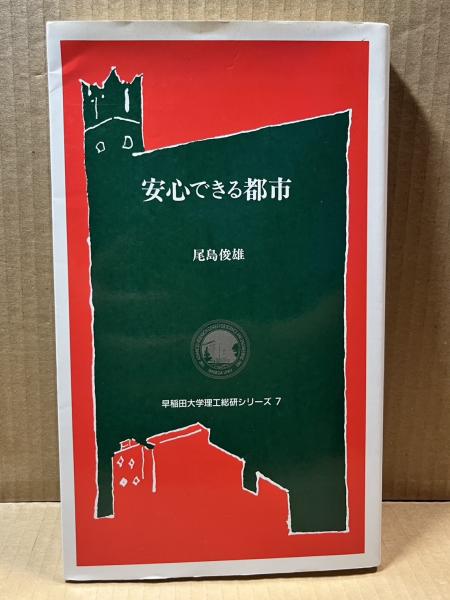 安心できる都市
尾島俊雄
早稲田大学理工総研シリーズ 7